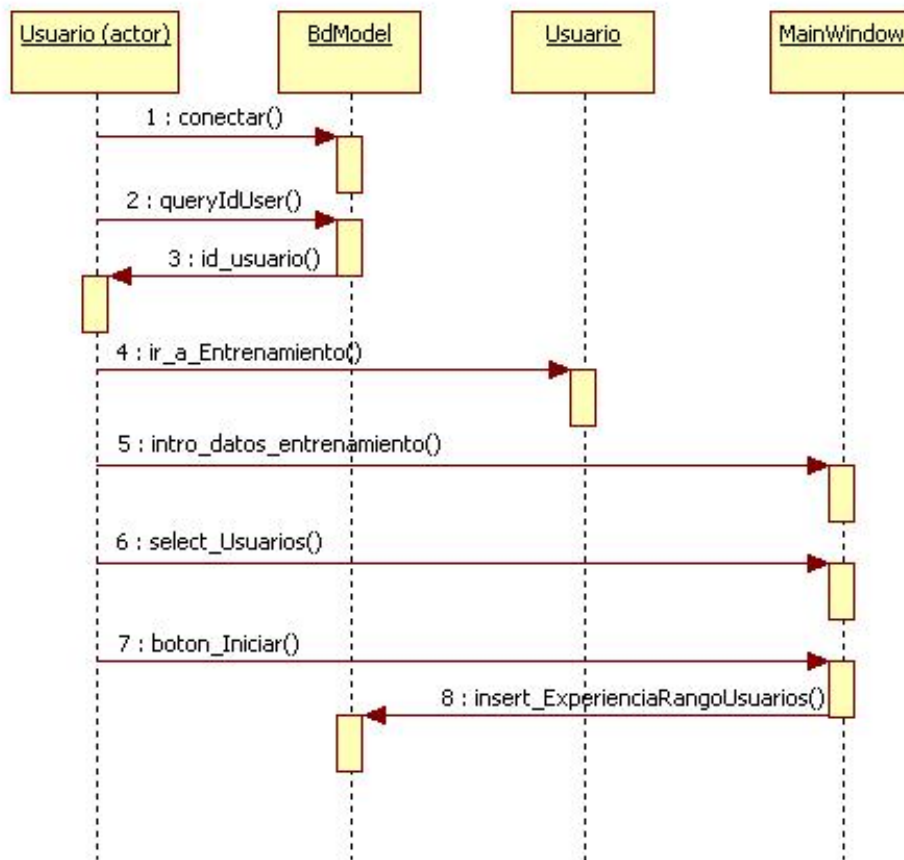 Usuario (actor)
BdModel
Usuario
MainWindow
1 : conectar()
2 : queryIdUser()
3 : id_usuario()
4 : ir_a_Entrenamiento()
5 : intro_datos_entrenamiento()
6 : select_Usuarios()
7 : boton_Iniciar()
8 : insert_ExperienciaRangoUsuarios()